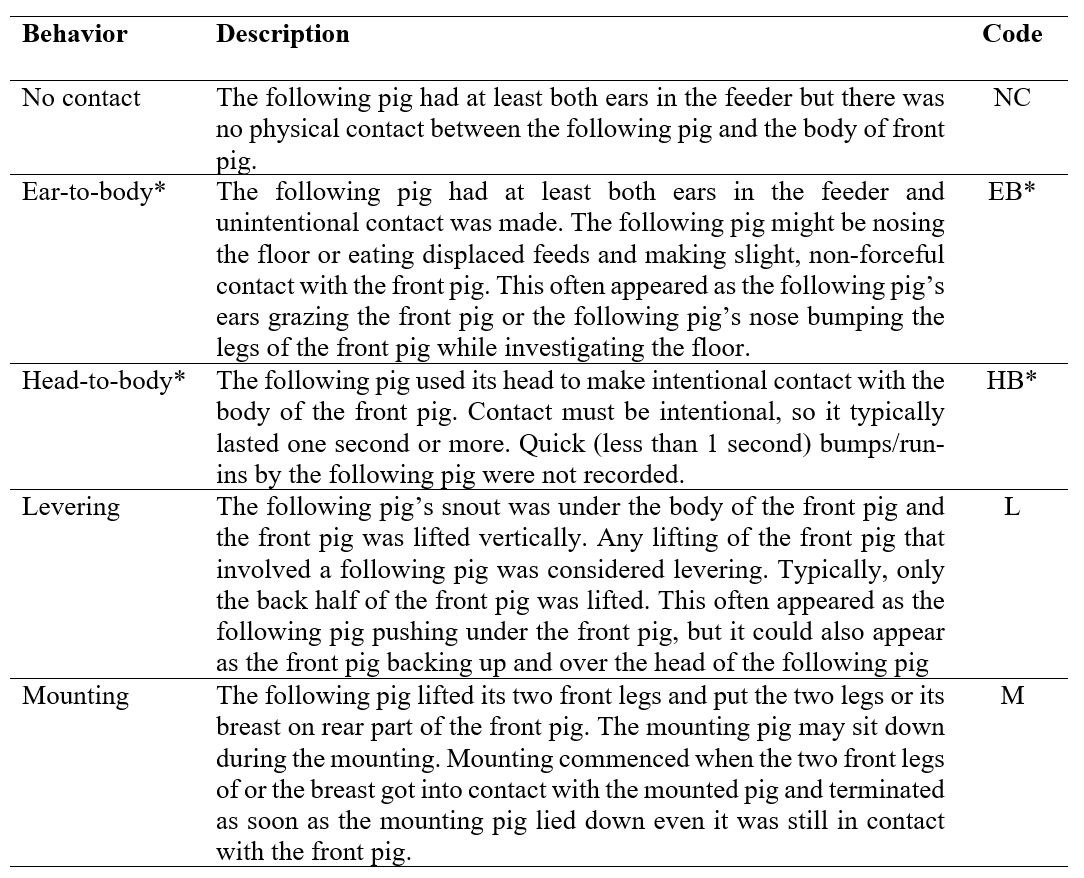 Behavior Description Code
No contact The following pig had at least both ears in the feeder but there was NC
no physical contact between the following pig and the body of front
pig.
Ear-to-body* The following pig had at least both ears in the feeder and EB*
unintentional contact was made. The following pig might be nosing
the floor or eating displaced feeds and making slight, non-forceful
contact with the front pig. This often appeared as the following pig’s
ears grazing the front pig or the following pig’s nose bumping the
legs of the front pig while investigating the floor.
Head-to-body* The following pig used its head to make intentional contact with the HB*
body of the front pig. Contact must be intentional, so it typically
lasted one second or more. Quick (less than 1 second) bumps/run-
ins by the following pig were not recorded.
Levering The following pig’s snout was under the body of the front pig and L
the front pig was lifted vertically. Any lifting of the front pig that
involved a following pig was considered levering. Typically, only
the back half of the front pig was lifted. This often appeared as the
following pig pushing under the front pig, but it could also appear
as the front pig backing up and over the head of the following pig
Mounting The following pig lifted its two front legs and put the two legs or its M
breast on rear part of the front pig. The mounting pig may sit down
during the mounting. Mounting commenced when the two front legs
of or the breast got into contact with the mounted pig and terminated
as soon as the mounting pig lied down even it was still in contact
with the front pig.